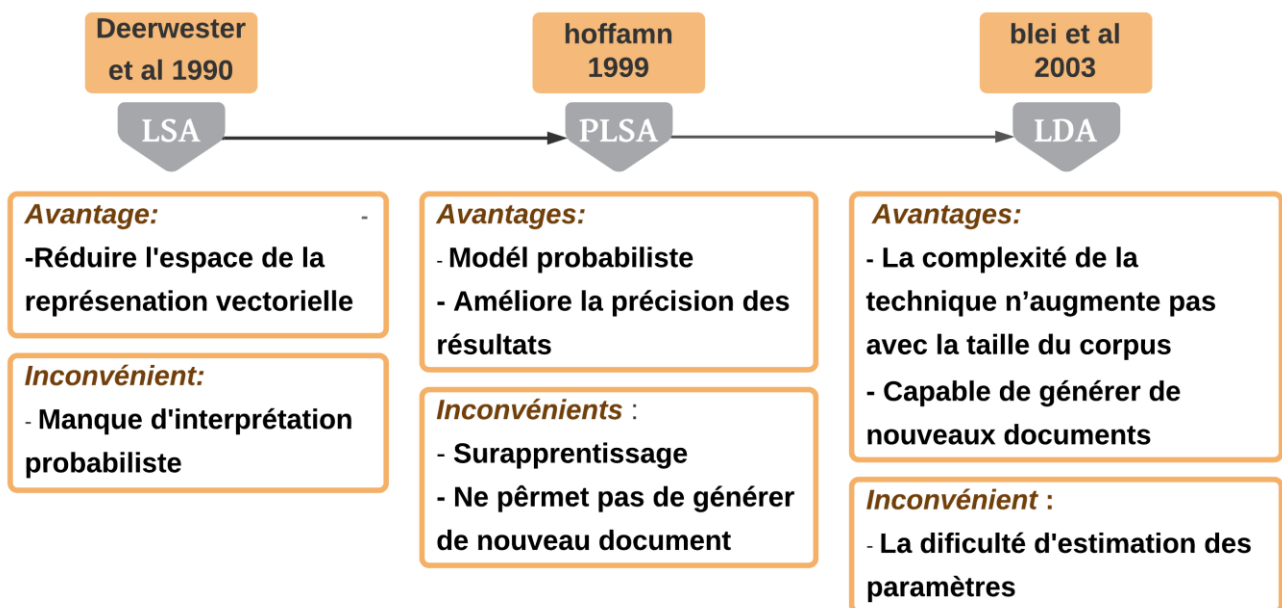 Deerwester
et al 1990
LSA
Avantage: -
-Réduire l'espace de la
représenation vectorielle
Inconvénient:
- Manque d'interprétation
probabiliste
hoffamn
1999
PLSA
Avantages:
- Modél probabiliste
- Améliore la précision des
résultats
Inconvénients :
- Surapprentissage
- Ne pêrmet pas de générer
de nouveau document
blei et al
2003
LDA
Avantages:
- La complexité de la
technique n’augmente pas
avec la taille du corpus
- Capable de générer de
nouveaux documents
Inconvénient :
- La dificulté d'estimation des
paramètres